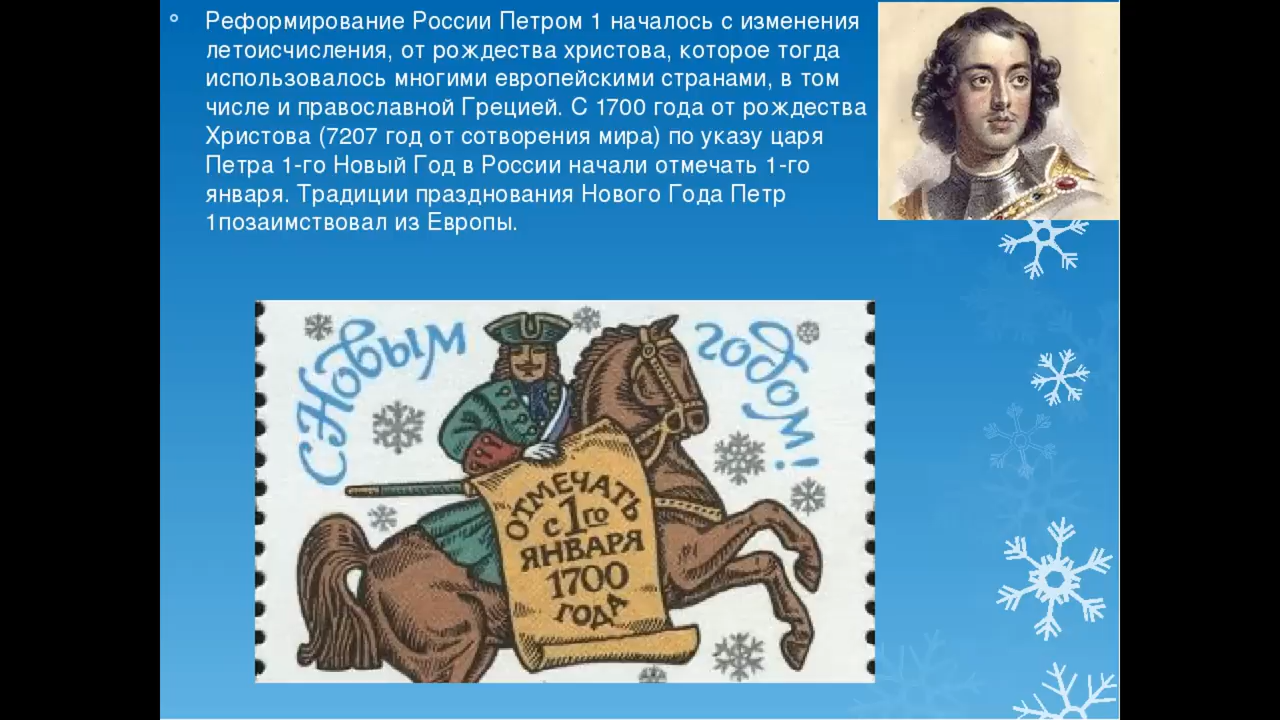 Реформирование России Петром 1 началось с изменения
летоисчисления, от рождества христова, которое тогда
использовалось многими европейскими странами, в том
числе и православной Грецией. С 1700 года от рождества
Христова (7207 год от сотворения мира) по указу царя
Петра 1-го Новый Год в России начали отмечать 1-го
января. Традиции празднования Нового Года Петр
1позаимствовал из Европы.
С Новым годом!
ОТМЕЧАТЬ
с 1го
ЯНВАРЯ
1700
ГОДА